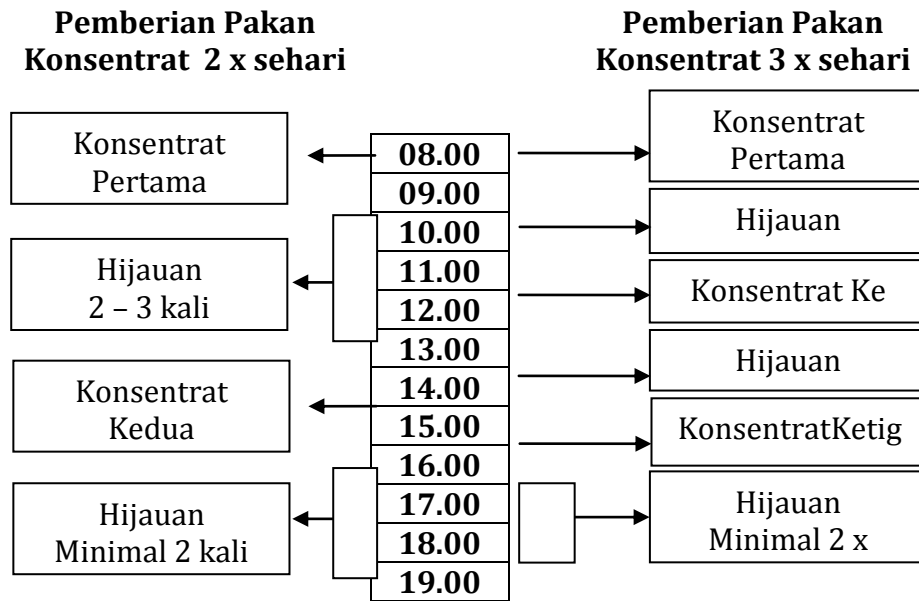 Pemberian Pakan
Konsentrat 2 x sehari
Pemberian Pakan
Konsentrat 3 x sehari
Konsentrat
Pertama
Hijauan
2 – 3 kali
Konsentrat
Kedua
Hijauan
Minimal 2 kali
08.00
09.00
10.00
11.00
12.00
13.00
14.00
15.00
16.00
17.00
18.00
19.00
Konsentrat
Pertama
Hijauan
Konsentrat Ke
Hijauan
KonsentratKetig
Hijauan
Minimal 2 x